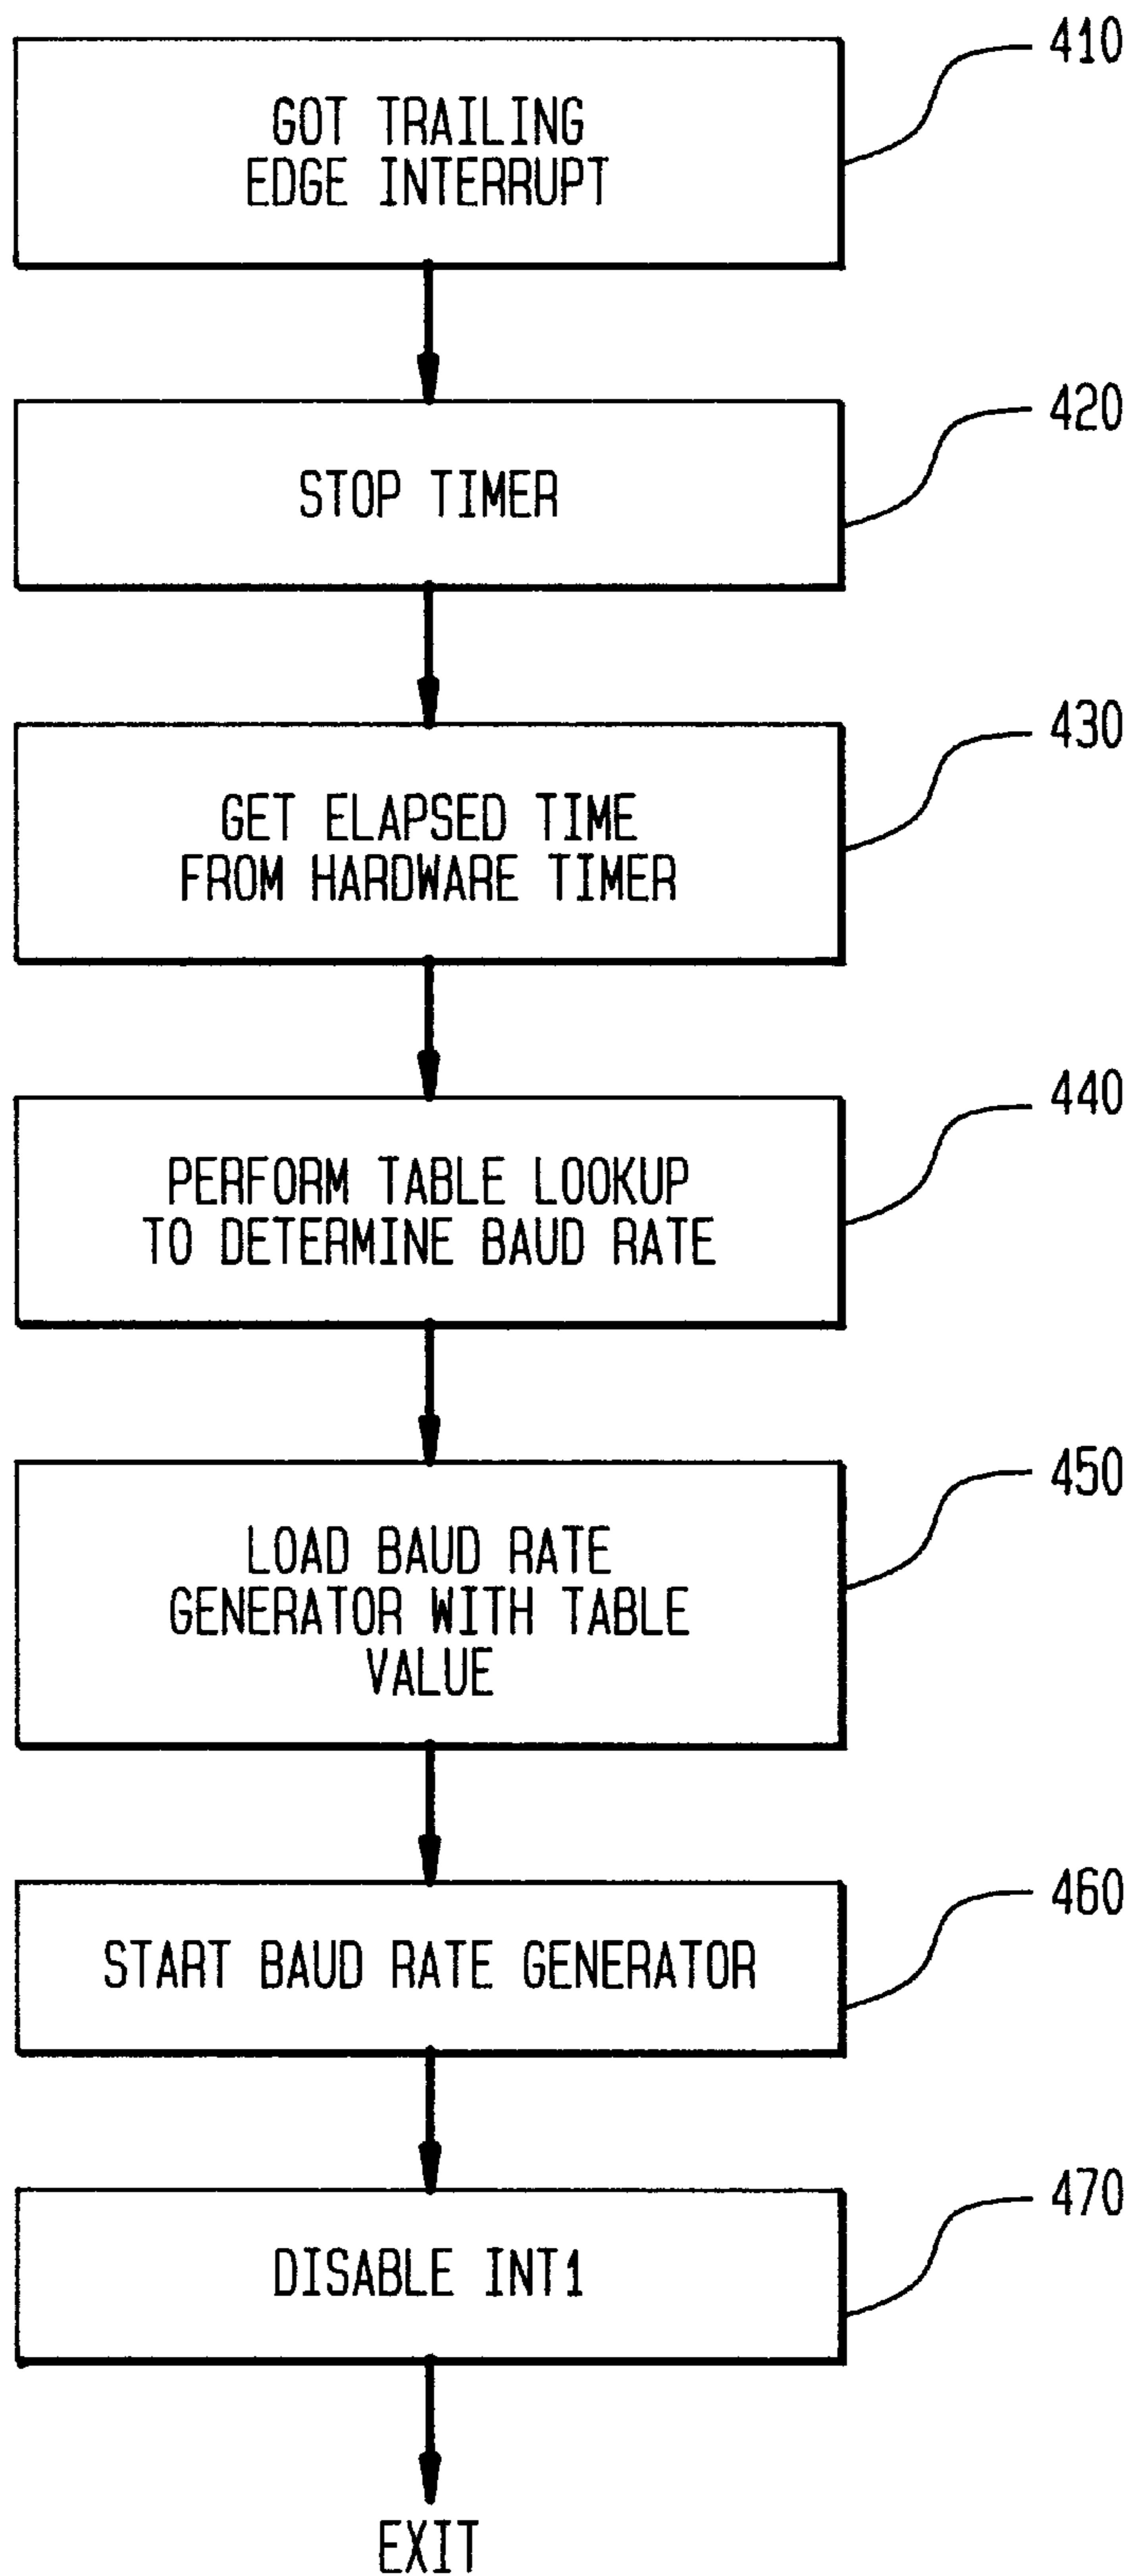 410
GOT TRAILING
EDGE INTERRUPT
420
STOP TIMER
430
GET ELAPSED TIME
FROM HARDWARE TIMER
440
PERFORM TABLE LOOKUP
TO DETERMINE BAUD RATE
450
LOAD BAUD RATE
GENERATOR WITH TABLE
VALUE
460
START BAUD RATE GENERATOR
470
DISABLE INT1
EXIT